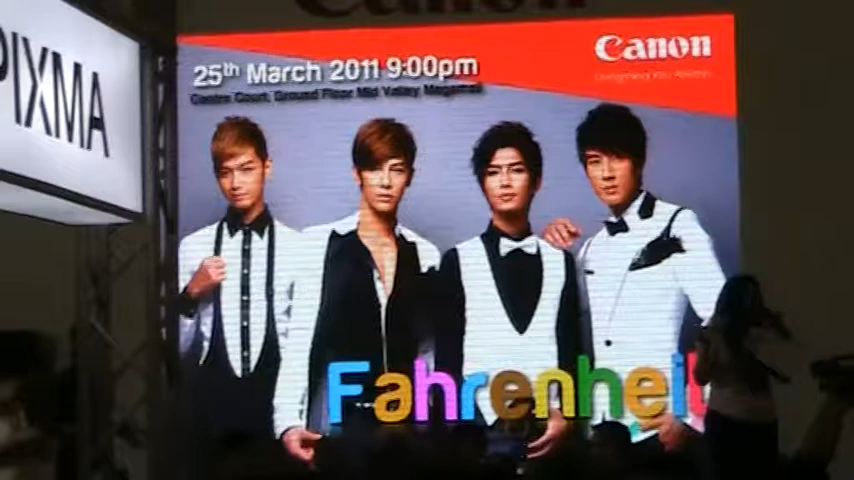 Canon
PIXMA
25th March 2011 9:00pm
Canon
Centre Court, Ground Floor Mid Valley Megamall
Fahrenheit